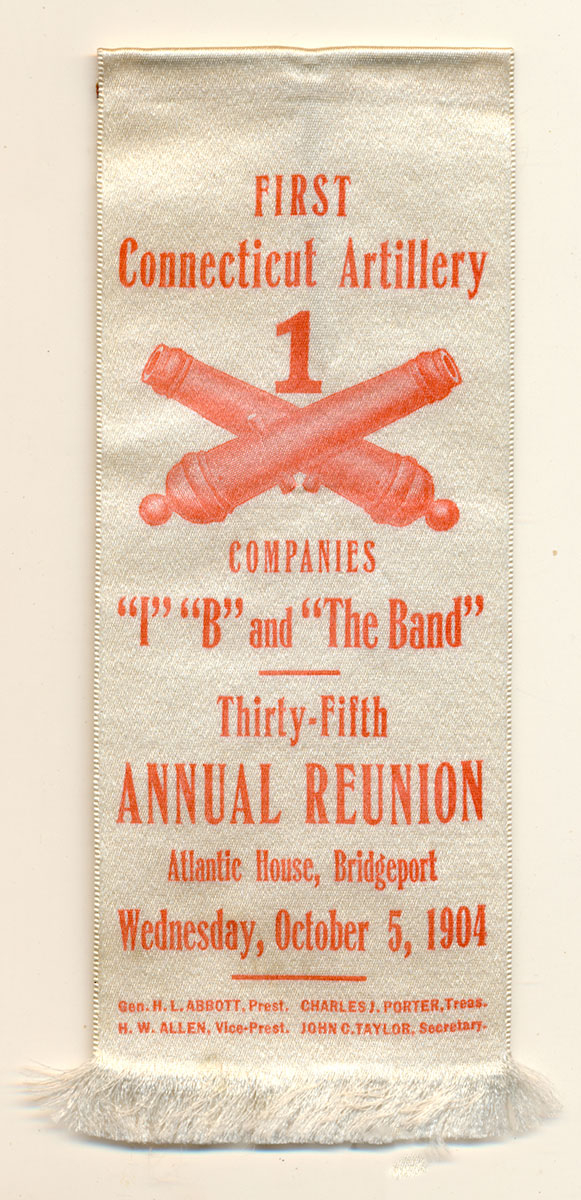 FIRST
Connecticut Artillery
1
COMPANIES
“I” “B” and “The Band”
Thirty-Fifth
ANNUAL REUNION
Atlantic House, Bridgeport
Wednesday, October 5, 1904
Gen. H. L. ABBOTT, Prest. CHARLES J. PORTER, Treas.
H. W. ALLEN, Vice-Prest. JOHN C. TAYLOR, Secretary.